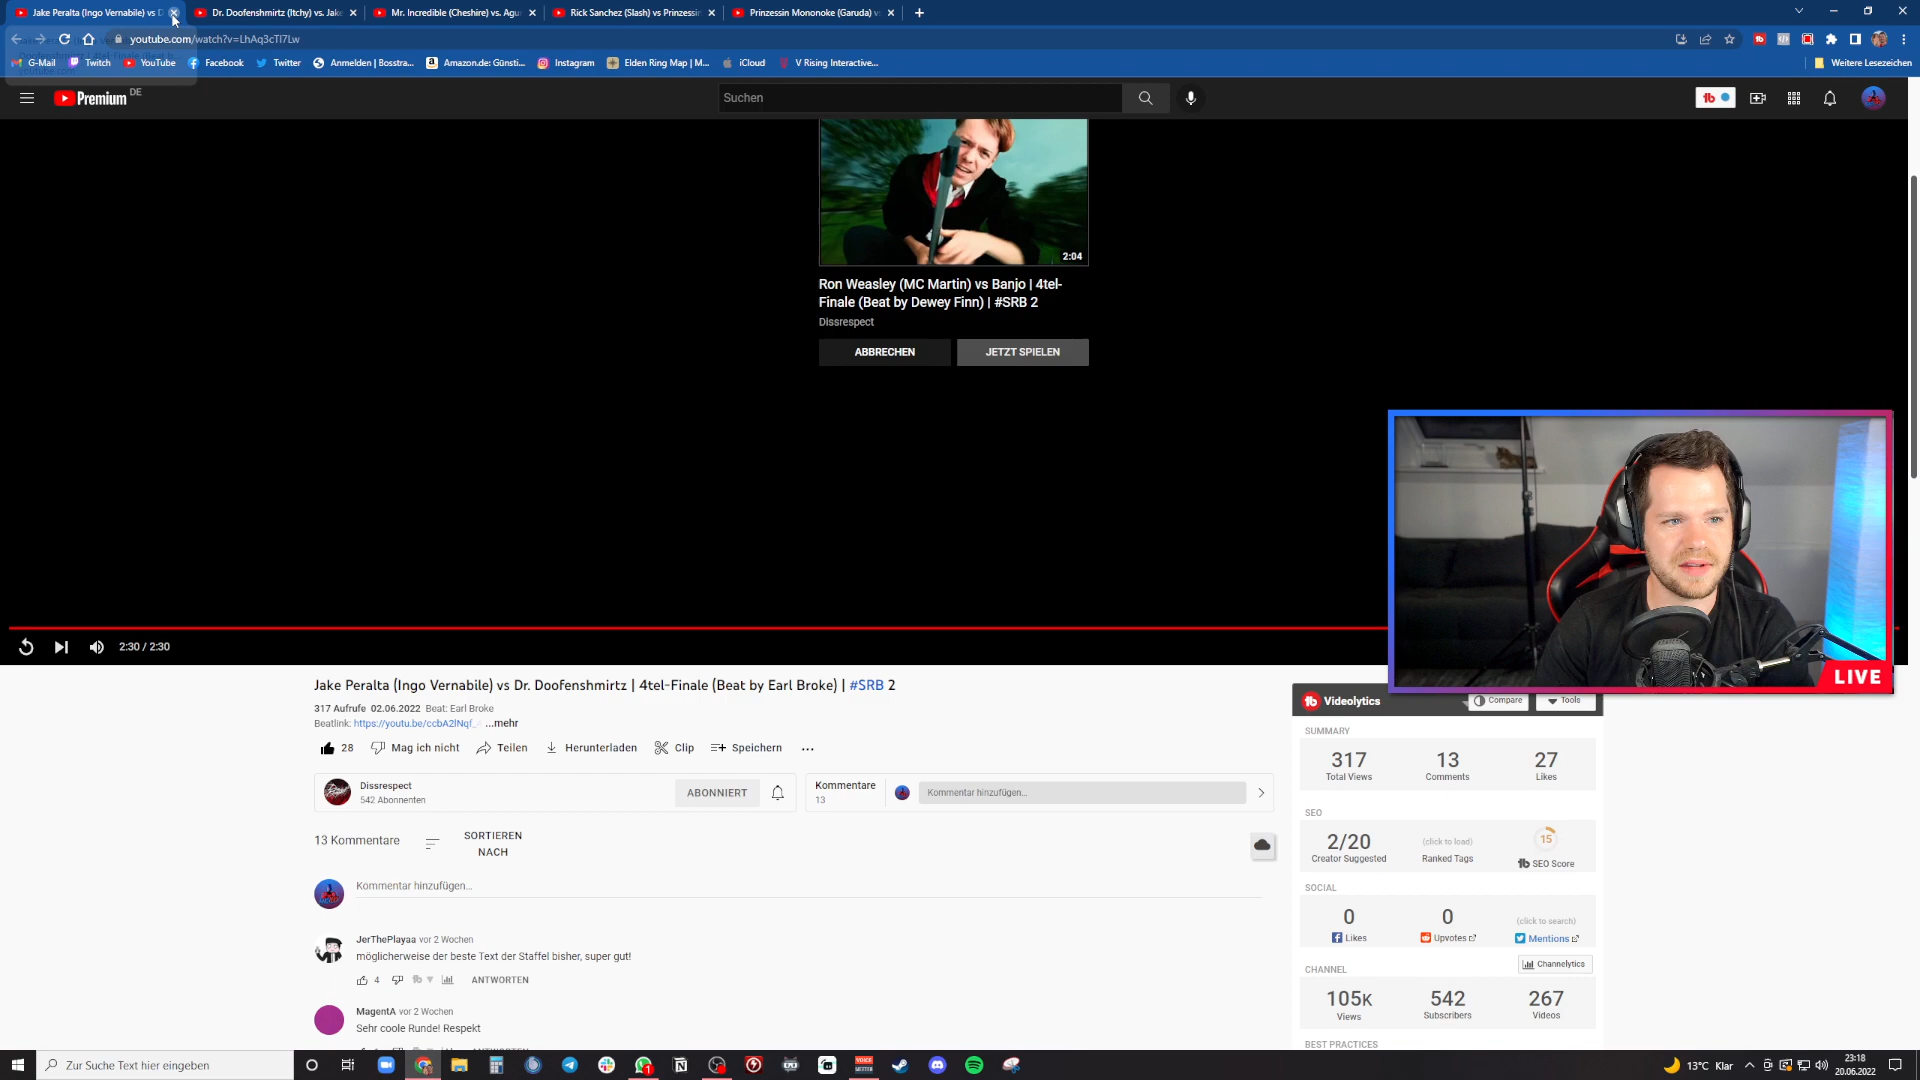 Jake Peralta (Ingo Vernabile) vs D
Dr. Doofenshmirtz (Itchy) vs. Jake
Mr. Incredible (Cheshire) vs. Agu
Rick Sanchez (Slash) vs Prinzessin
Prinzessin Mononoke (Garuda) v
youtube.com/watch?v=LhAq3cTl7Lw
G-Mail
Twitch
YouTube
Facebook
Twitter
Anmelden | Bosstra...
Amazon.de: Günsti...
Instagram
Elden Ring Map | M...
iCloud
V Rising Interactive...
Weitere Lesezeichen
Premium DE
Suchen
2:04
Ron Weasley (MC Martin) vs Banjo | 4tel-
Finale (Beat by Dewey Finn) | #SRB 2
Dissrespect
ABBRECHEN
JETZT SPIELEN
LIVE
2:30 / 2:30
Jake Peralta (Ingo Vernabile) vs Dr. Doofenshmirtz | 4tel-Finale (Beat by Earl Broke) | #SRB 2
317 Aufrufe 02.06.2022 Beat: Earl Broke
Beatlink: https://youtu.be/ccbA2lNqf_ ...mehr
28
Mag ich nicht
Teilen
Herunterladen
Clip
Speichern
Dissrespect
542 Abonnenten
ABONNIERT
Kommentare
13
Kommentar hinzufügen...
13 Kommentare
SORTIEREN
NACH
Kommentar hinzufügen...
JerThePlayaa vor 2 Wochen
möglicherweise der beste Text der Staffel bisher, super gut!
4
ANTWORTEN
MagentA vor 2 Wochen
Sehr coole Runde! Respekt
Videolytics
Compare
Tools
SUMMARY
317
Total Views
13
Comments
27
Likes
SEO
2/20
Creator Suggested
(click to load)
Ranked Tags
15
SEO Score
SOCIAL
0
Likes
0
Upvotes
(click to search)
Mentions
CHANNEL
Channelytics
105K
Views
542
Subscribers
267
Videos
BEST PRACTICES
Zur Suche Text hier eingeben
1
VOICE
13°C Klar
23:18
20.06.2022